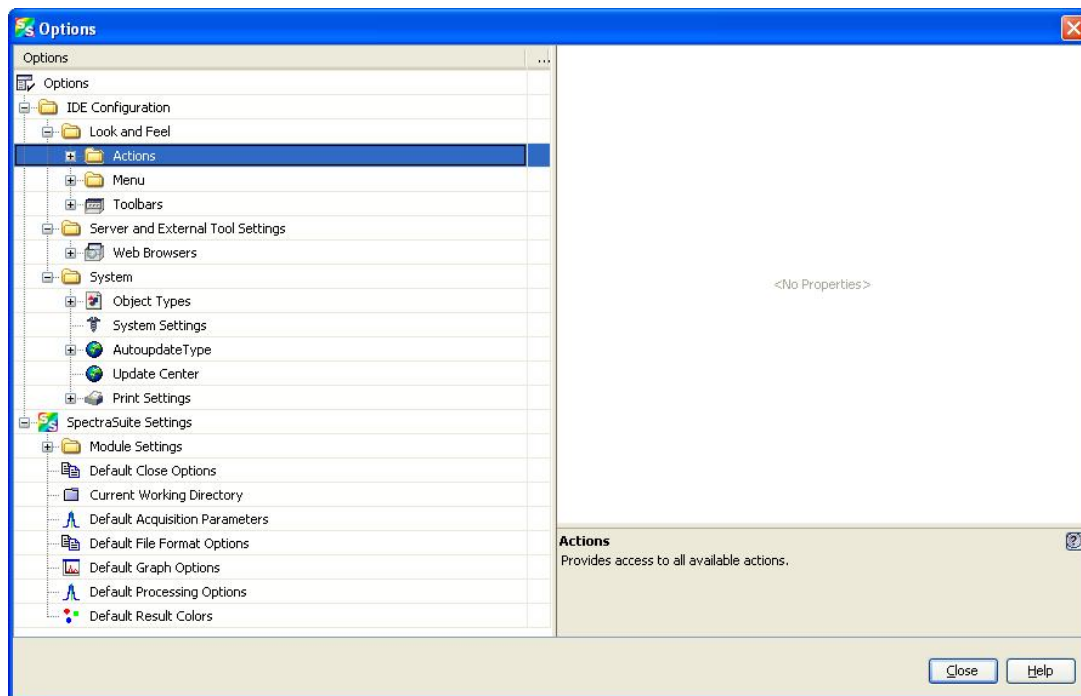 Options
Options
...
Options
IDE Configuration
Look and Feel
Actions
Menu
Toolbars
Server and External Tool Settings
Web Browsers
System
Object Types
System Settings
AutoupdateType
Update Center
Print Settings
SpectraSuite Settings
Module Settings
Default Close Options
Current Working Directory
Default Acquisition Parameters
Default File Format Options
Default Graph Options
Default Processing Options
Default Result Colors
<No Properties>
Actions
Provides access to all available actions.
Close
Help